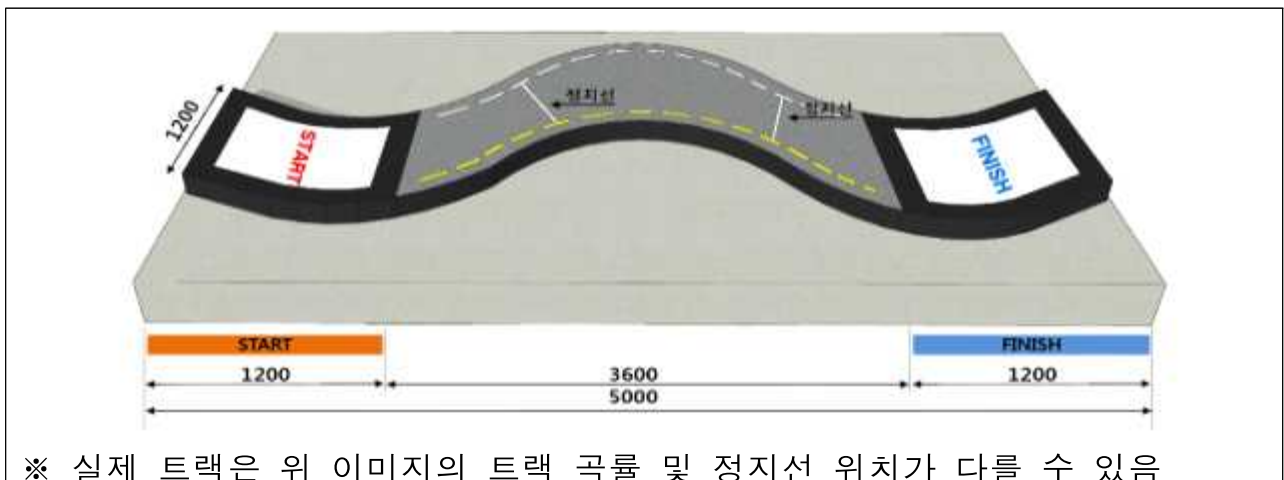 1200
START
정지선
정지선
FINISH
START
FINISH
1200
3600
1200
5000
※ 실제 트랙은 위 이미지의 트랙 곡률 및 정지선 위치가 다를 수 있음